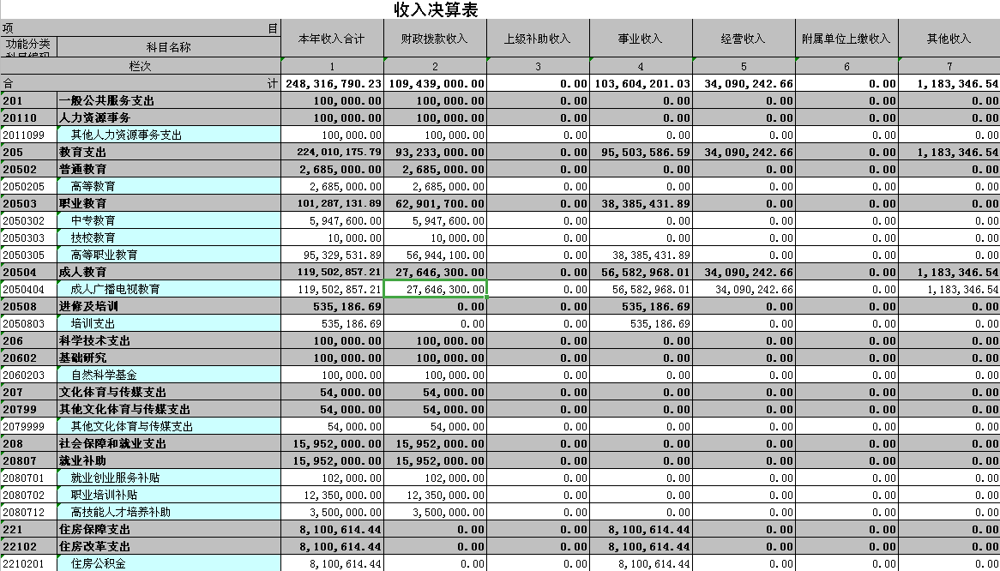 收入决算表
项 目 本年收入合计 财政拨款收入 上级补助收入 事业收入 经营收入 附属单位上缴收入 其他收入
功能分类 科目名称
栏次 1 2 3 4 5 6 7
合 计 248,316,790.23 109,439,000.00 0.00 103,604,201.03 34,090,242.66 0.00 1,183,346.54
201 一般公共服务支出 100,000.00 100,000.00 0.00 0.00 0.00 0.00 0.00
20110 人力资源事务 100,000.00 100,000.00 0.00 0.00 0.00 0.00 0.00
2011099 其他人力资源事务支出 100,000.00 100,000.00 0.00 0.00 0.00 0.00 0.00
205 教育支出 224,010,175.79 93,233,000.00 0.00 95,503,586.59 34,090,242.66 0.00 1,183,346.54
20502 普通教育 2,685,000.00 2,685,000.00 0.00 0.00 0.00 0.00 0.00
2050205 高等教育 2,685,000.00 2,685,000.00 0.00 0.00 0.00 0.00 0.00
20503 职业教育 101,287,131.89 62,901,700.00 0.00 38,385,431.89 0.00 0.00 0.00
2050302 中专教育 5,947,600.00 5,947,600.00 0.00 0.00 0.00 0.00 0.00
2050303 技校教育 10,000.00 10,000.00 0.00 0.00 0.00 0.00 0.00
2050305 高等职业教育 95,329,531.89 56,944,100.00 0.00 38,385,431.89 0.00 0.00 0.00
20504 成人教育 119,502,857.21 27,646,300.00 0.00 56,582,968.01 34,090,242.66 0.00 1,183,346.54
2050404 成人广播电视教育 119,502,857.21 27,646,300.00 0.00 56,582,968.01 34,090,242.66 0.00 1,183,346.54
20508 进修及培训 535,186.69 0.00 0.00 535,186.69 0.00 0.00 0.00
2050803 培训支出 535,186.69 0.00 0.00 535,186.69 0.00 0.00 0.00
206 科学技术支出 100,000.00 100,000.00 0.00 0.00 0.00 0.00 0.00
20602 基础研究 100,000.00 100,000.00 0.00 0.00 0.00 0.00 0.00
2060203 自然科学基金 100,000.00 100,000.00 0.00 0.00 0.00 0.00 0.00
207 文化体育与传媒支出 54,000.00 54,000.00 0.00 0.00 0.00 0.00 0.00
20799 其他文化体育与传媒支出 54,000.00 54,000.00 0.00 0.00 0.00 0.00 0.00
2079999 其他文化体育与传媒支出 54,000.00 54,000.00 0.00 0.00 0.00 0.00 0.00
208 社会保障和就业支出 15,952,000.00 15,952,000.00 0.00 0.00 0.00 0.00 0.00
20807 就业补助 15,952,000.00 15,952,000.00 0.00 0.00 0.00 0.00 0.00
2080701 就业创业服务补贴 102,000.00 102,000.00 0.00 0.00 0.00 0.00 0.00
2080702 职业培训补贴 12,350,000.00 12,350,000.00 0.00 0.00 0.00 0.00 0.00
2080712 高技能人才培养补助 3,500,000.00 3,500,000.00 0.00 0.00 0.00 0.00 0.00
221 住房保障支出 8,100,614.44 0.00 0.00 8,100,614.44 0.00 0.00 0.00
22102 住房改革支出 8,100,614.44 0.00 0.00 8,100,614.44 0.00 0.00 0.00
2210201 住房公积金 8,100,614.44 0.00 0.00 8,100,614.44 0.00 0.00 0.00